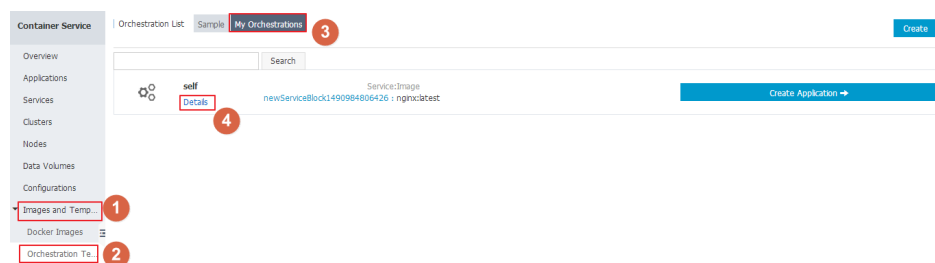 Container Service
Overview
Applications
Services
Clusters
Nodes
Data Volumes
Configurations
Images and Temp... 1
Docker Images
Orchestration Te... 2
Orchestration List Sample My Orchestrations 3
Create
Search
self
Details
4
Service:Image
newServiceBlock1490984806426 : nginx:latest
Create Application